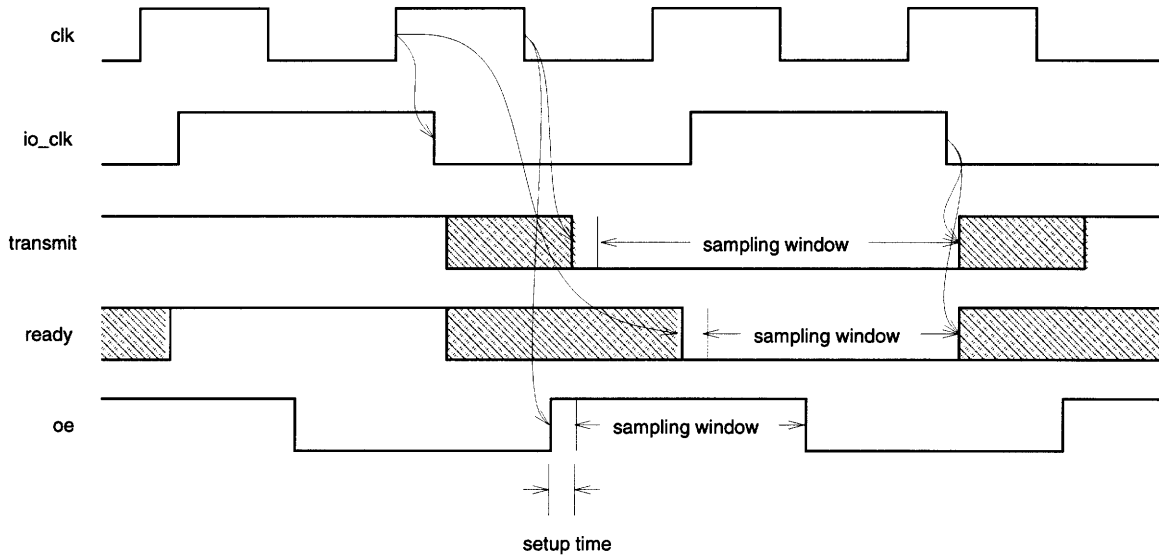 clk
io_clk
transmit
sampling window
ready
sampling window
oe
sampling window
setup time